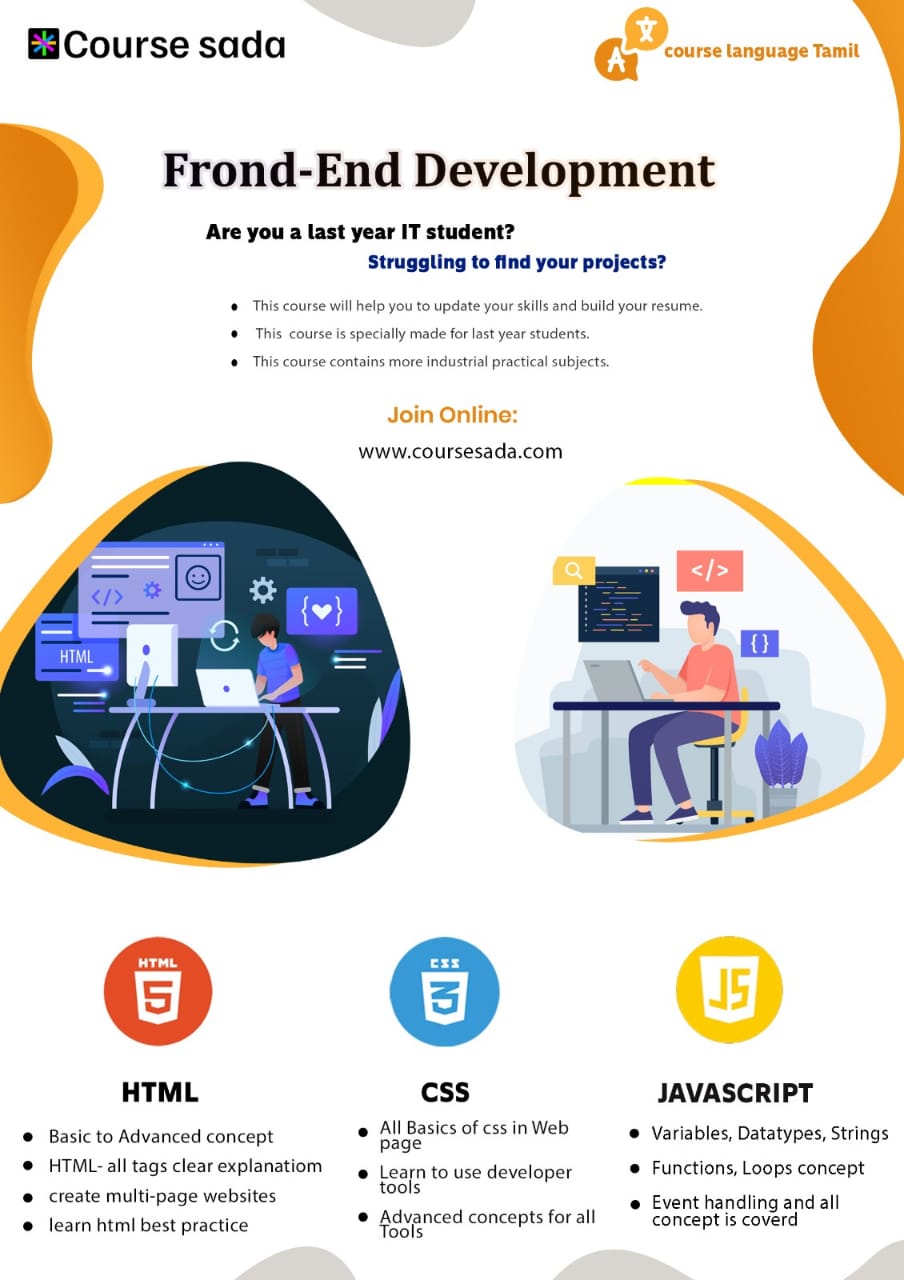 Course sada
A 文
course language Tamil
Frond-End Development
Are you a last year IT student?
Struggling to find your projects?
This course will help you to update your skills and build your resume.
This course is specially made for last year students.
This course contains more industrial practical subjects.
Join Online:
www.coursesada.com
</>
HTML
{ }
</>
{ }
HTML
5
CSS
3
JS
HTML
Basic to Advanced concept
HTML- all tags clear explanatiom
create multi-page websites
learn html best practice
CSS
All Basics of css in Web
page
Learn to use developer
tools
Advanced concepts for all
Tools
JAVASCRIPT
Variables, Datatypes, Strings
Functions, Loops concept
Event handling and all
concept is coverd